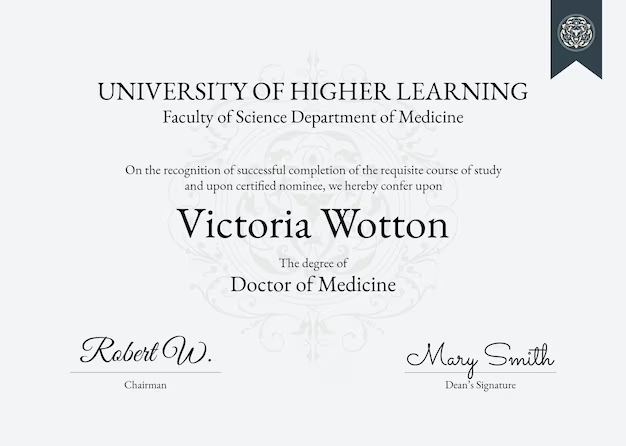 UNIVERSITY OF HIGHER LEARNING
Faculty of Science Department of Medicine
On the recognition of successful completion of the requisite course of study
and upon certified nominee, we hereby confer upon
Victoria Wotton
The degree of
Doctor of Medicine
Robert W. Mary Smith
Chairman Dean's Signature